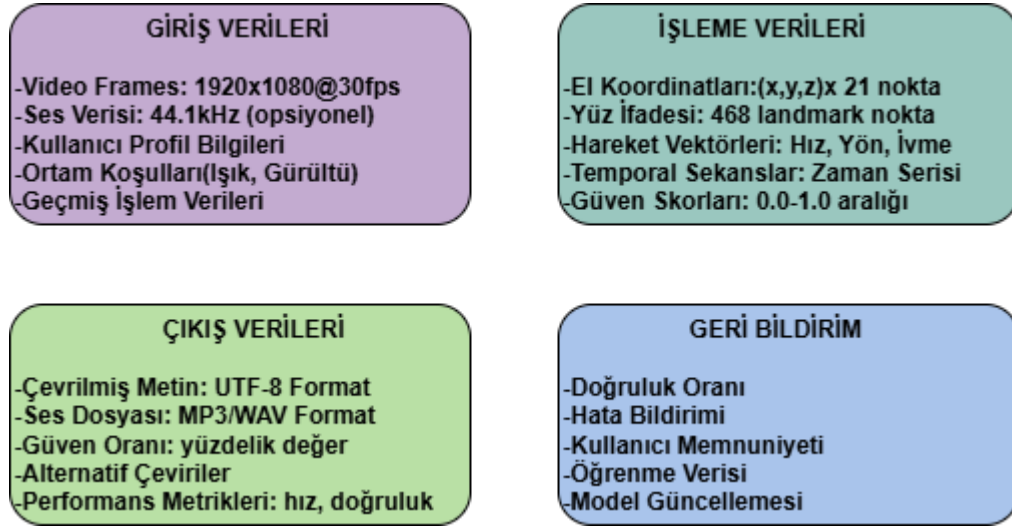 GİRİŞ VERİLERİ
-Video Frames: 1920x1080@30fps
-Ses Verisi: 44.1kHz (opsiyonel)
-Kullanıcı Profil Bilgileri
-Ortam Koşulları(Işık, Gürültü)
-Geçmiş İşlem Verileri
İŞLEME VERİLERİ
-El Koordinatları:(x,y,z)x 21 nokta
-Yüz İfadesi: 468 landmark nokta
-Hareket Vektörleri: Hız, Yön, İvme
-Temporal Sekanslar: Zaman Serisi
-Güven Skorları: 0.0-1.0 aralığı
ÇIKIŞ VERİLERİ
-Çevrilmiş Metin: UTF-8 Format
-Ses Dosyası: MP3/WAV Format
-Güven Oranı: yüzdelik değer
-Alternatif Çeviriler
-Performans Metrikleri: hız, doğruluk
GERİ BİLDİRİM
-Doğruluk Oranı
-Hata Bildirimi
-Kullanıcı Memnuniyeti
-Öğrenme Verisi
-Model Güncellemesi